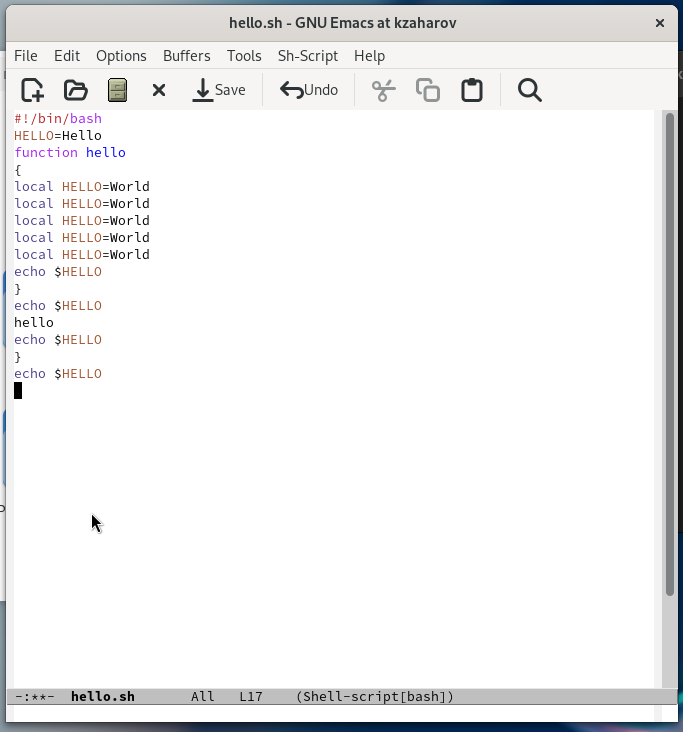 hello.sh - GNU Emacs at kzaharov
File Edit Options Buffers Tools Sh-Script Help
Save Undo
#!/bin/bash
HELLO=Hello
function hello
{
local HELLO=World
local HELLO=World
local HELLO=World
local HELLO=World
local HELLO=World
echo $HELLO
}
echo $HELLO
hello
echo $HELLO
}
echo $HELLO
-:**- hello.sh All L17 (Shell-script[bash])